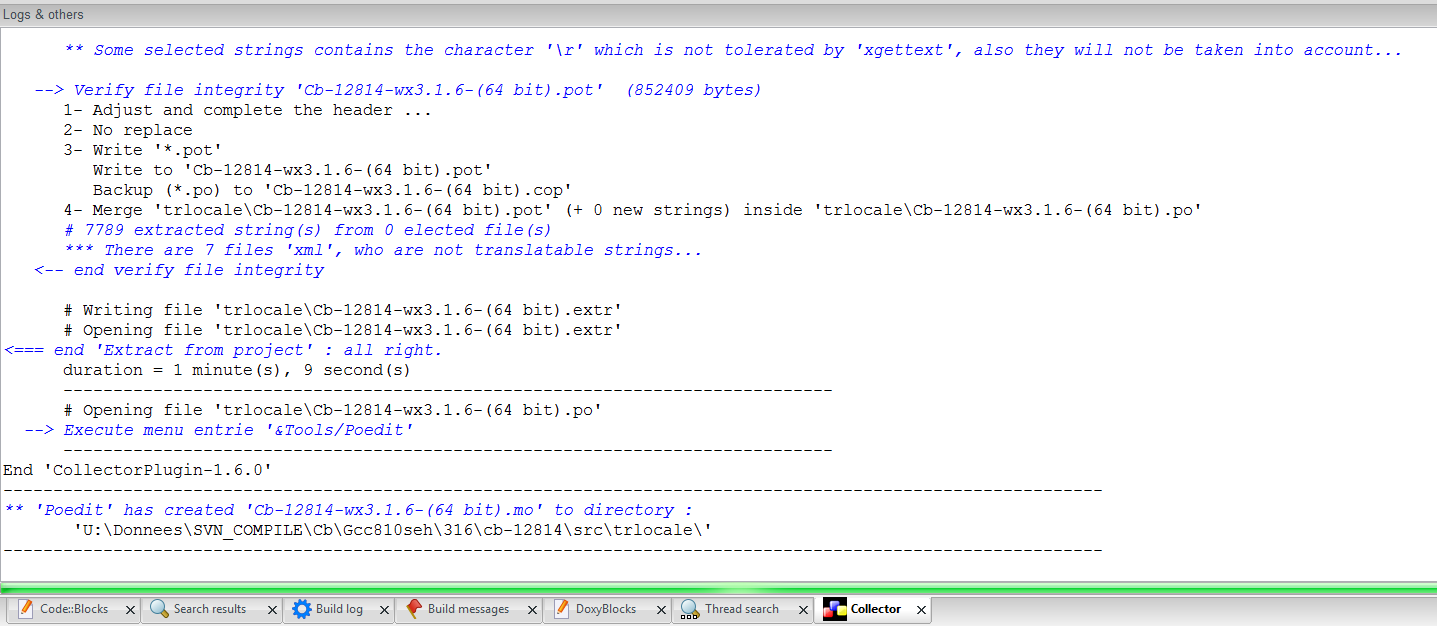 Logs & others
** Some selected strings contains the character '\r' which is not tolerated by 'xgettext', also they will not be taken into account...
--> Verify file integrity 'Cb-12814-wx3.1.6-(64 bit).pot'  (852409 bytes)
1- Adjust and complete the header ...
2- No replace
3- Write '*.pot'
Write to 'Cb-12814-wx3.1.6-(64 bit).pot'
Backup (*.po) to 'Cb-12814-wx3.1.6-(64 bit).cop'
4- Merge 'trlocale\Cb-12814-wx3.1.6-(64 bit).pot' (+ 0 new strings) inside 'trlocale\Cb-12814-wx3.1.6-(64 bit).po'
# 7789 extracted string(s) from 0 elected file(s)
*** There are 7 files 'xml', who are not translatable strings...
<-- end verify file integrity
# Writing file 'trlocale\Cb-12814-wx3.1.6-(64 bit).extr'
# Opening file 'trlocale\Cb-12814-wx3.1.6-(64 bit).extr'
<=== end 'Extract from project' : all right.
duration = 1 minute(s), 9 second(s)
-----------------------------------------------------------------------------
# Opening file 'trlocale\Cb-12814-wx3.1.6-(64 bit).po'
--> Execute menu entrie '&Tools/Poedit'
-----------------------------------------------------------------------------
End 'CollectorPlugin-1.6.0'
--------------------------------------------------------------------------------------------------------------
** 'Poedit' has created 'Cb-12814-wx3.1.6-(64 bit).mo' to directory :
'U:\Donnees\SVN_COMPILE\Cb\Gcc810seh\316\cb-12814\src\trlocale\'
--------------------------------------------------------------------------------------------------------------
Code::Blocks Search results Build log Build messages DoxyBlocks Thread search Collector